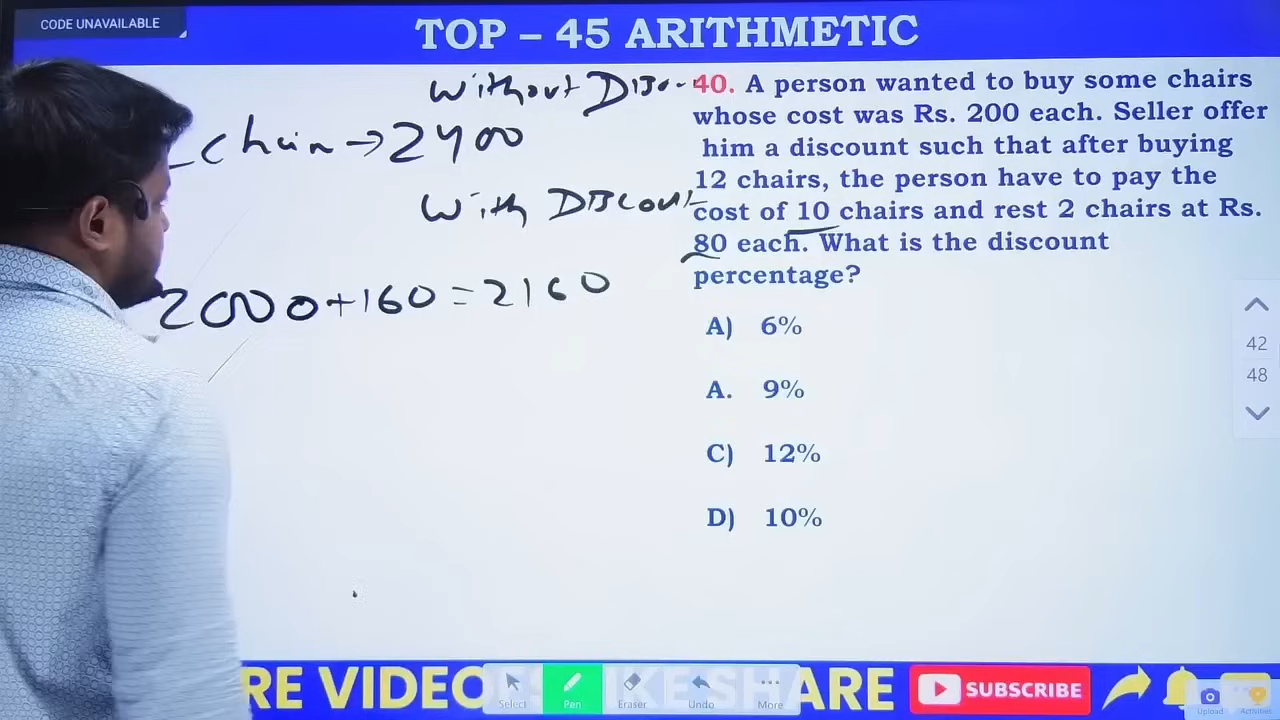 CODE UNAVAILABLE
TOP – 45 ARITHMETIC
Without
chair → 2400
With Discount
2000+160=2160
40. A person wanted to buy some chairs
whose cost was Rs. 200 each. Seller offer
him a discount such that after buying
12 chairs, the person have to pay the
cost of 10 chairs and rest 2 chairs at Rs.
80 each. What is the discount
percentage?
A) 6%
A. 9%
C) 12%
D) 10%
42
48
RE VIDEO
SHARE
SUBSCRIBE
Select
Pen
Eraser
Undo
More
Upload
Activities